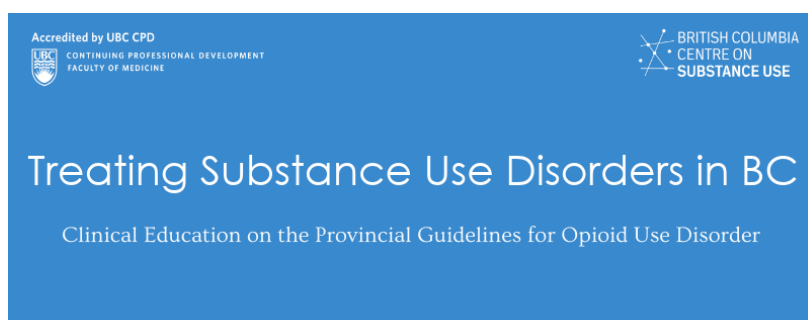 Accredited by UBC CPD
UBC
CONTINUING PROFESSIONAL DEVELOPMENT
FACULTY OF MEDICINE
BRITISH COLUMBIA
CENTRE ON
SUBSTANCE USE
Treating Substance Use Disorders in BC
Clinical Education on the Provincial Guidelines for Opioid Use Disorder